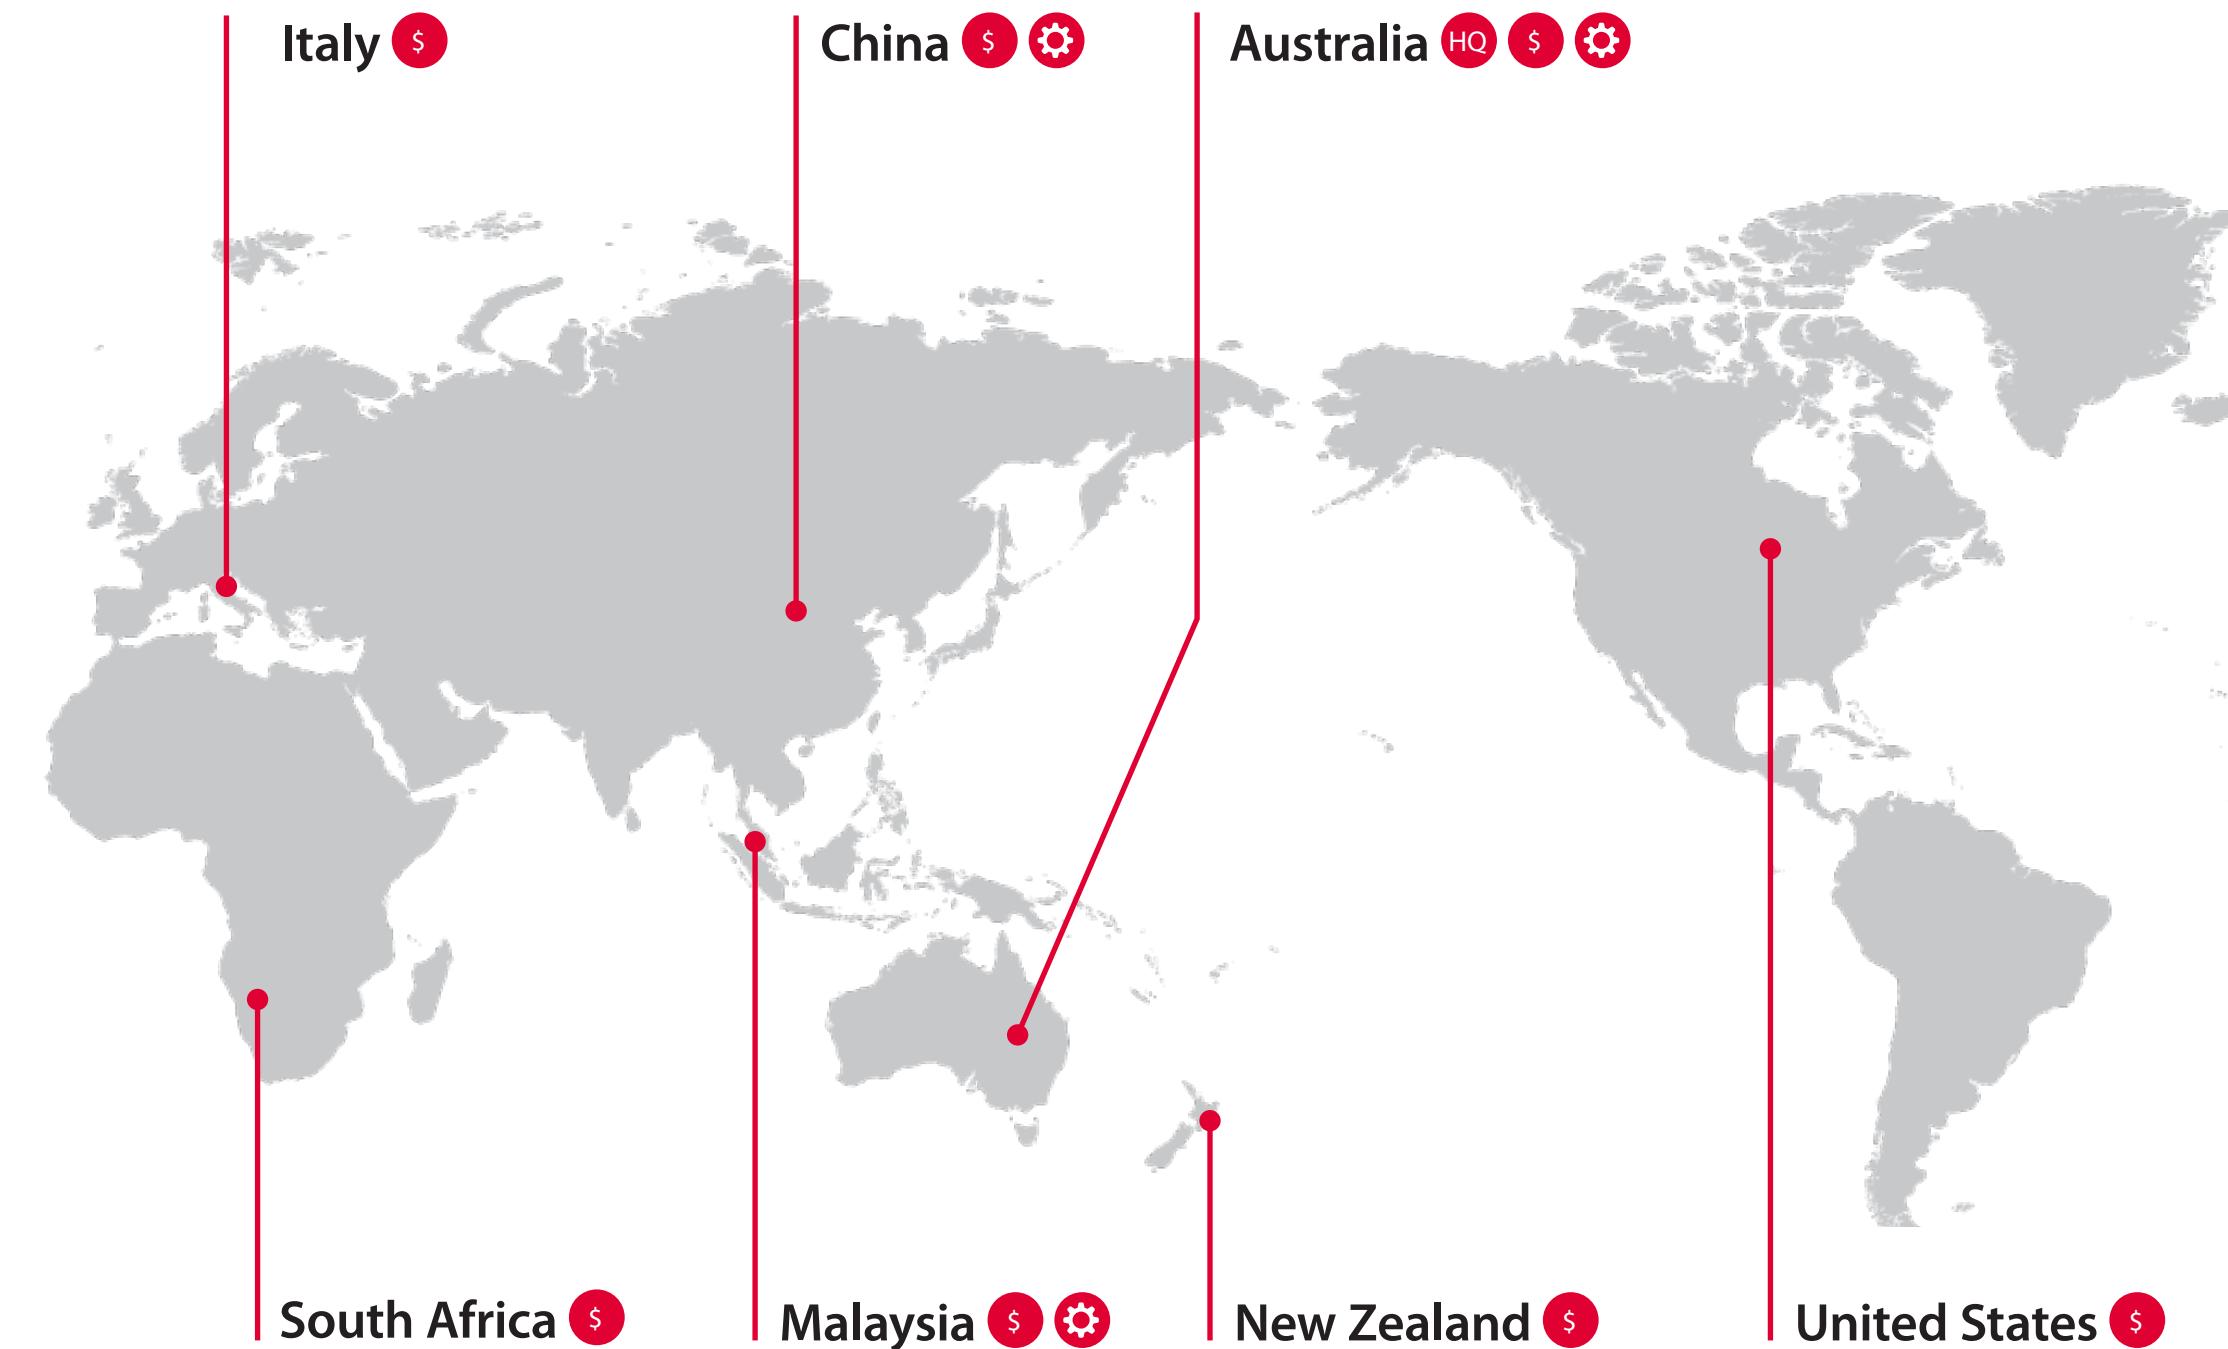 Italy $
China $
Australia HQ $
South Africa $
Malaysia $
New Zealand $
United States $